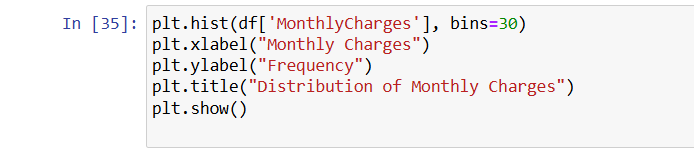 In [35]: plt.hist(df['MonthlyCharges'], bins=30)
plt.xlabel("Monthly Charges")
plt.ylabel("Frequency")
plt.title("Distribution of Monthly Charges")
plt.show()